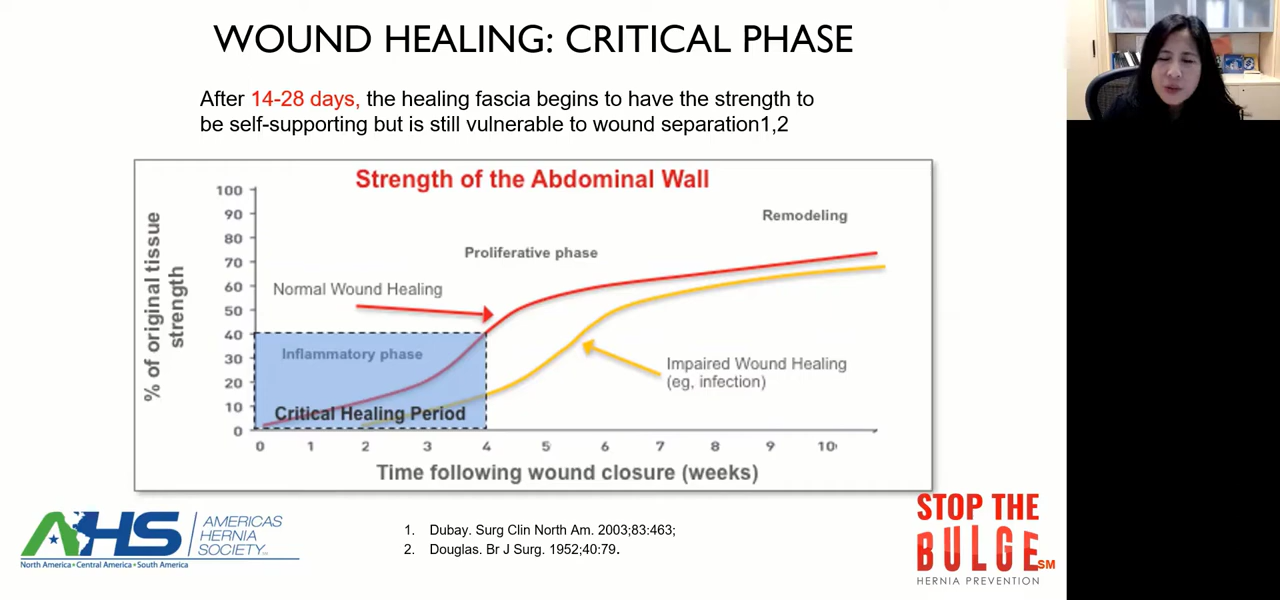 WOUND HEALING: CRITICAL PHASE
After 14-28 days, the healing fascia begins to have the strength to
be self-supporting but is still vulnerable to wound separation1,2
Strength of the Abdominal Wall
% of original tissue
strength
100
90
80
70
60
50
40
30
20
10
0
Remodeling
Proliferative phase
Normal Wound Healing
Inflammatory phase
Impaired Wound Healing
(eg, infection)
Critical Healing Period
0 1 2 3 4 5 6 7 8 9 10
Time following wound closure (weeks)
AHS
AMERICAS
HERNIA
SOCIETY
North America • Central America • South America
1. Dubay. Surg Clin North Am. 2003;83:463;
2. Douglas. Br J Surg. 1952;40:79.
STOP THE
BULGE SM
HERNIA PREVENTION